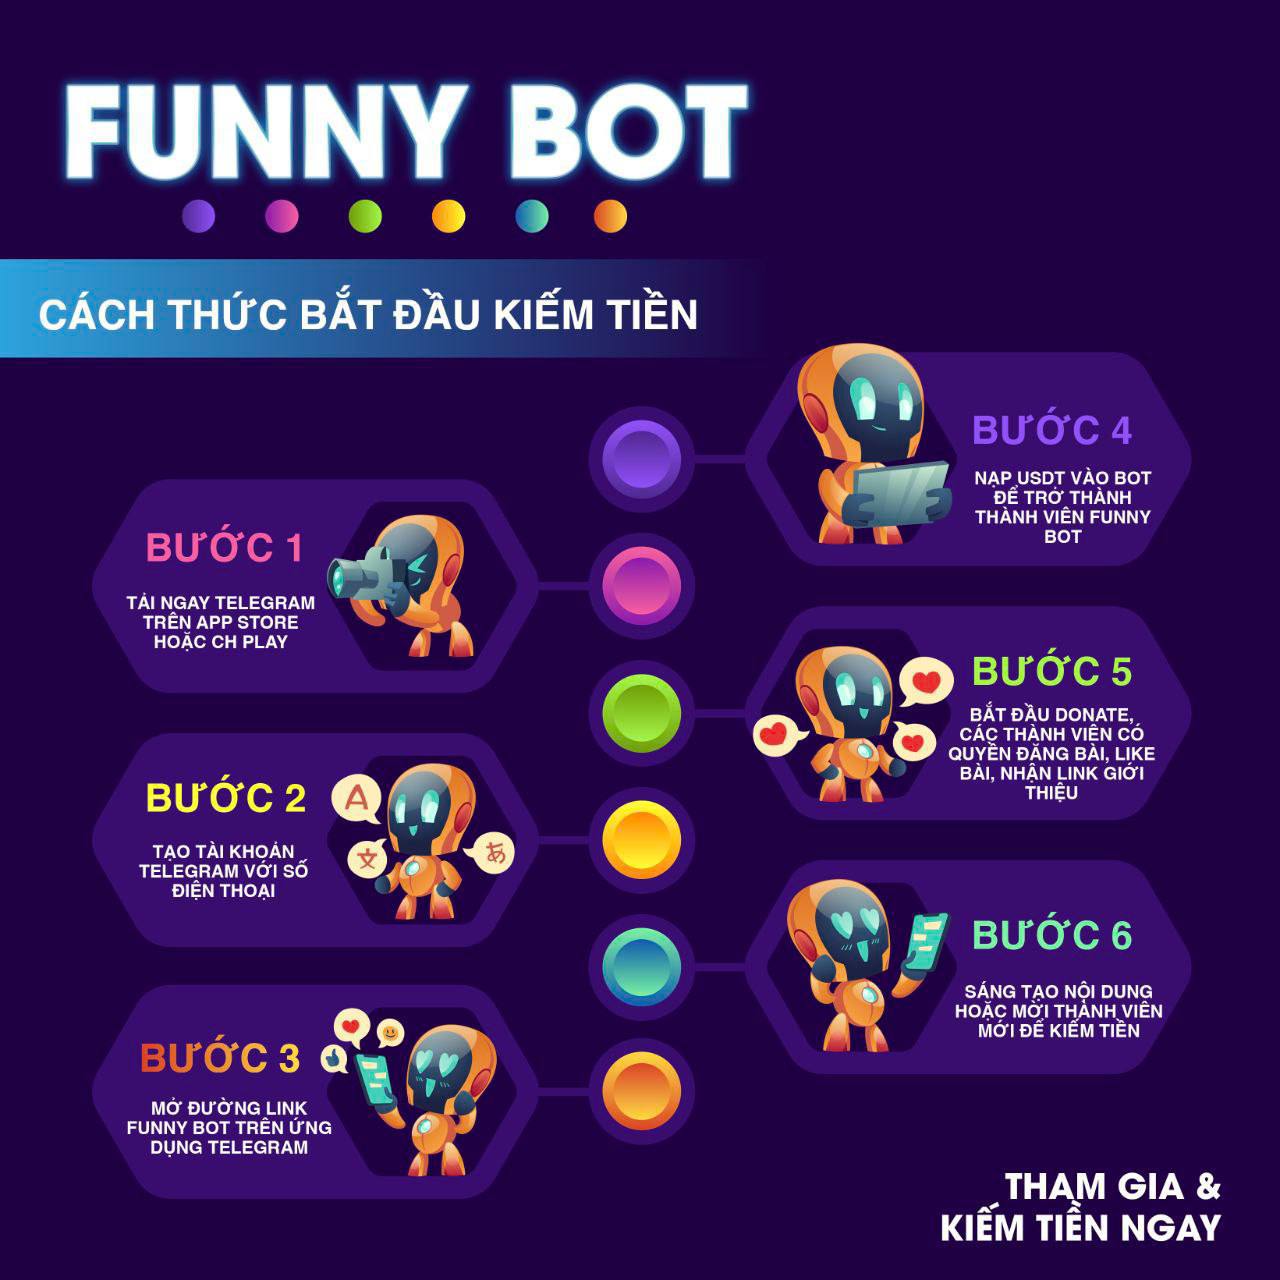 FUNNY BOT
CÁCH THỨC BẮT ĐẦU KIẾM TIỀN
BƯỚC 1
TẢI NGAY TELEGRAM
TRÊN APP STORE
HOẶC CH PLAY
BƯỚC 2
TẠO TÀI KHOẢN
TELEGRAM VỚI SỐ
ĐIỆN THOẠI
A
文
あ
BƯỚC 3
MỞ ĐƯỜNG LINK
FUNNY BOT TRÊN ỨNG
DỤNG TELEGRAM
BƯỚC 4
NẠP USDT VÀO BOT
ĐỂ TRỞ THÀNH
THÀNH VIÊN FUNNY
BOT
BƯỚC 5
BẮT ĐẦU DONATE,
CÁC THÀNH VIÊN CÓ
QUYỀN ĐĂNG BÀI, LIKE
BÀI, NHẬN LINK GIỚI
THIỆU
BƯỚC 6
SÁNG TẠO NỘI DUNG
HOẶC MỜI THÀNH VIÊN
MỚI ĐỂ KIẾM TIỀN
THAM GIA &
KIẾM TIỀN NGAY